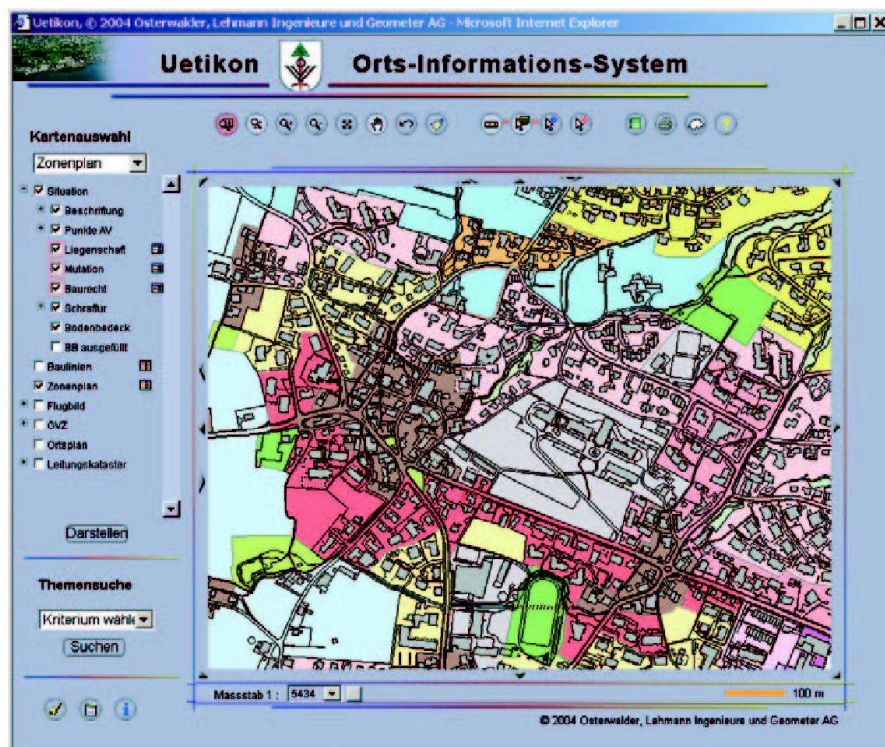 Uetikon, © 2004 Osterwalder, Lehmann Ingenieure und Geometer AG - Microsoft Internet Explorer
Uetikon Orts-Informations-System
Kartenauswahl
Zonenplan
Situation
Beschriftung
Punkte AV
Liegenschaft
Mutation
Baurecht
Schraffur
Bodenbedeck
BB ausgefüllt
Baulinien
Zonenplan
Flugbild
GVZ
Ortsplan
Leitungskataster
Darstellen
Themensuche
Kriterium wähle
Suchen
Massstab 1 : 5434
100 m
© 2004 Osterwalder, Lehmann Ingenieure und Geometer AG